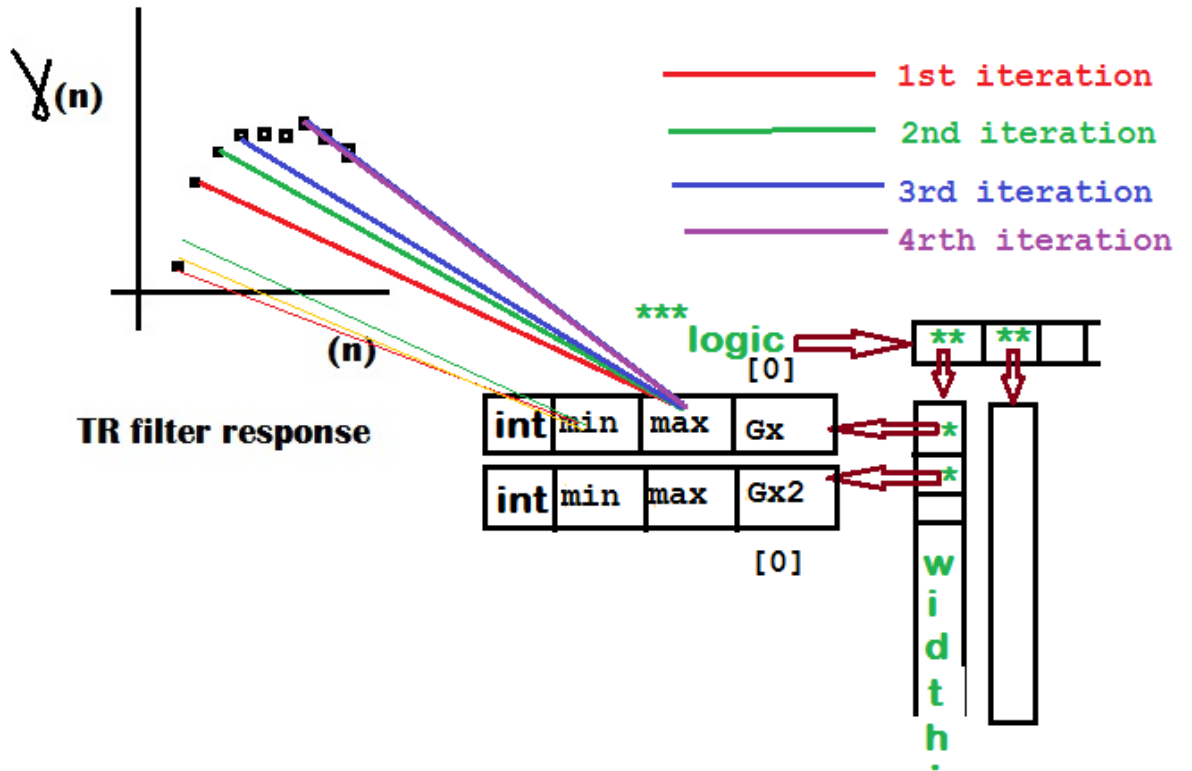 γ(n)
1st iteration
2nd iteration
3rd iteration
4rth iteration
(n)
***logic
[0]
** **
TR filter response
int min max Gx
*
int min max Gx2
*
[0]
w
i
d
t
h